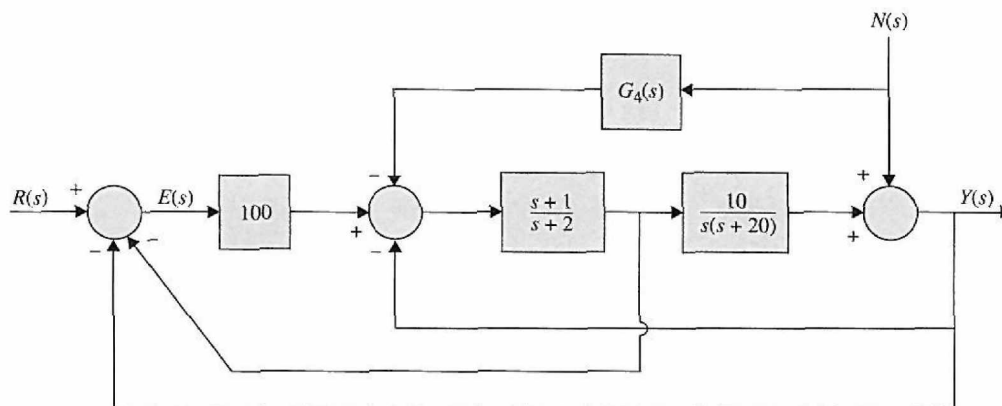 N(s)
G₄(s)
R(s)
+
−
−
E(s)
100
−
+
−
s + 1
s + 2
10
s(s + 20)
+
+
Y(s)